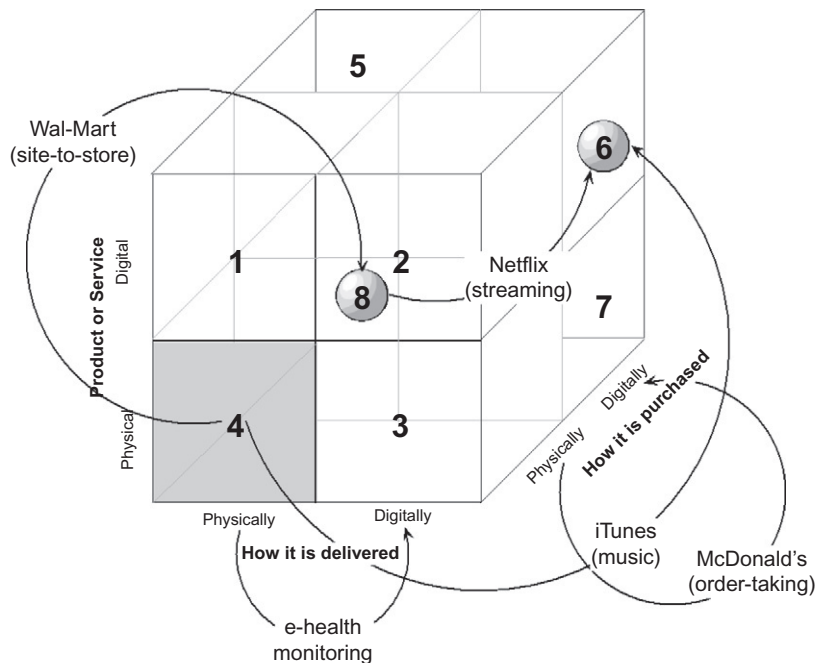 5
Wal-Mart
(site-to-store)
6
Product or Service
Digital
1
2
Netflix
(streaming)
8
7
Physical
4
3
Physically
Digitally
How it is delivered
Physically
Digitally
How it is purchased
iTunes
(music)
McDonald's
(order-taking)
e-health
monitoring